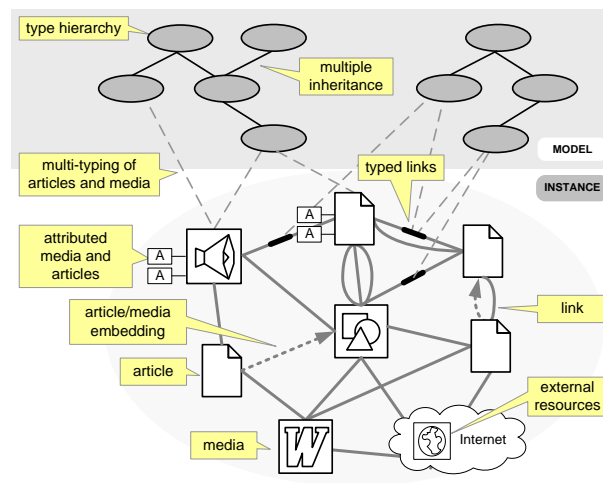 type hierarchy
multiple
inheritance
MODEL
multi-typing of
articles and media
typed links
INSTANCE
A
A
attributed
media and
articles
A
A
article/media
embedding
link
article
external
resources
media
W
Internet